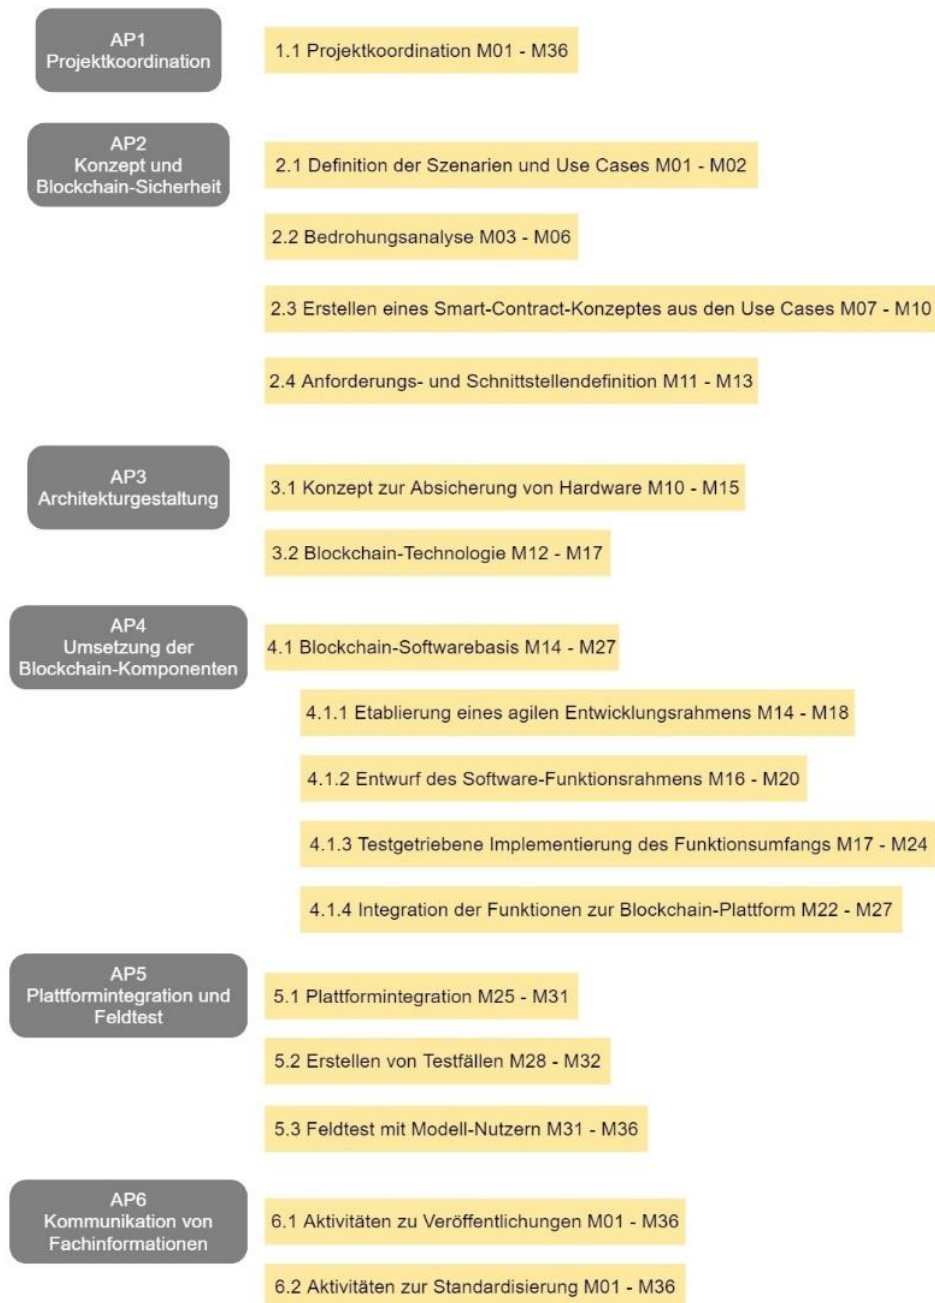 AP1
Projektkoordination
1.1 Projektkoordination M01 - M36
AP2
Konzept und
Blockchain-Sicherheit
2.1 Definition der Szenarien und Use Cases M01 - M02
2.2 Bedrohungsanalyse M03 - M06
2.3 Erstellen eines Smart-Contract-Konzeptes aus den Use Cases M07 - M10
2.4 Anforderungs- und Schnittstellendefinition M11 - M13
AP3
Architekturgestaltung
3.1 Konzept zur Absicherung von Hardware M10 - M15
3.2 Blockchain-Technologie M12 - M17
AP4
Umsetzung der
Blockchain-Komponenten
4.1 Blockchain-Softwarebasis M14 - M27
4.1.1 Etablierung eines agilen Entwicklungsrahmens M14 - M18
4.1.2 Entwurf des Software-Funktionsrahmens M16 - M20
4.1.3 Testgetriebene Implementierung des Funktionsumfangs M17 - M24
4.1.4 Integration der Funktionen zur Blockchain-Plattform M22 - M27
AP5
Plattformintegration und
Feldtest
5.1 Plattformintegration M25 - M31
5.2 Erstellen von Testfällen M28 - M32
5.3 Feldtest mit Modell-Nutzern M31 - M36
AP6
Kommunikation von
Fachinformationen
6.1 Aktivitäten zu Veröffentlichungen M01 - M36
6.2 Aktivitäten zur Standardisierung M01 - M36